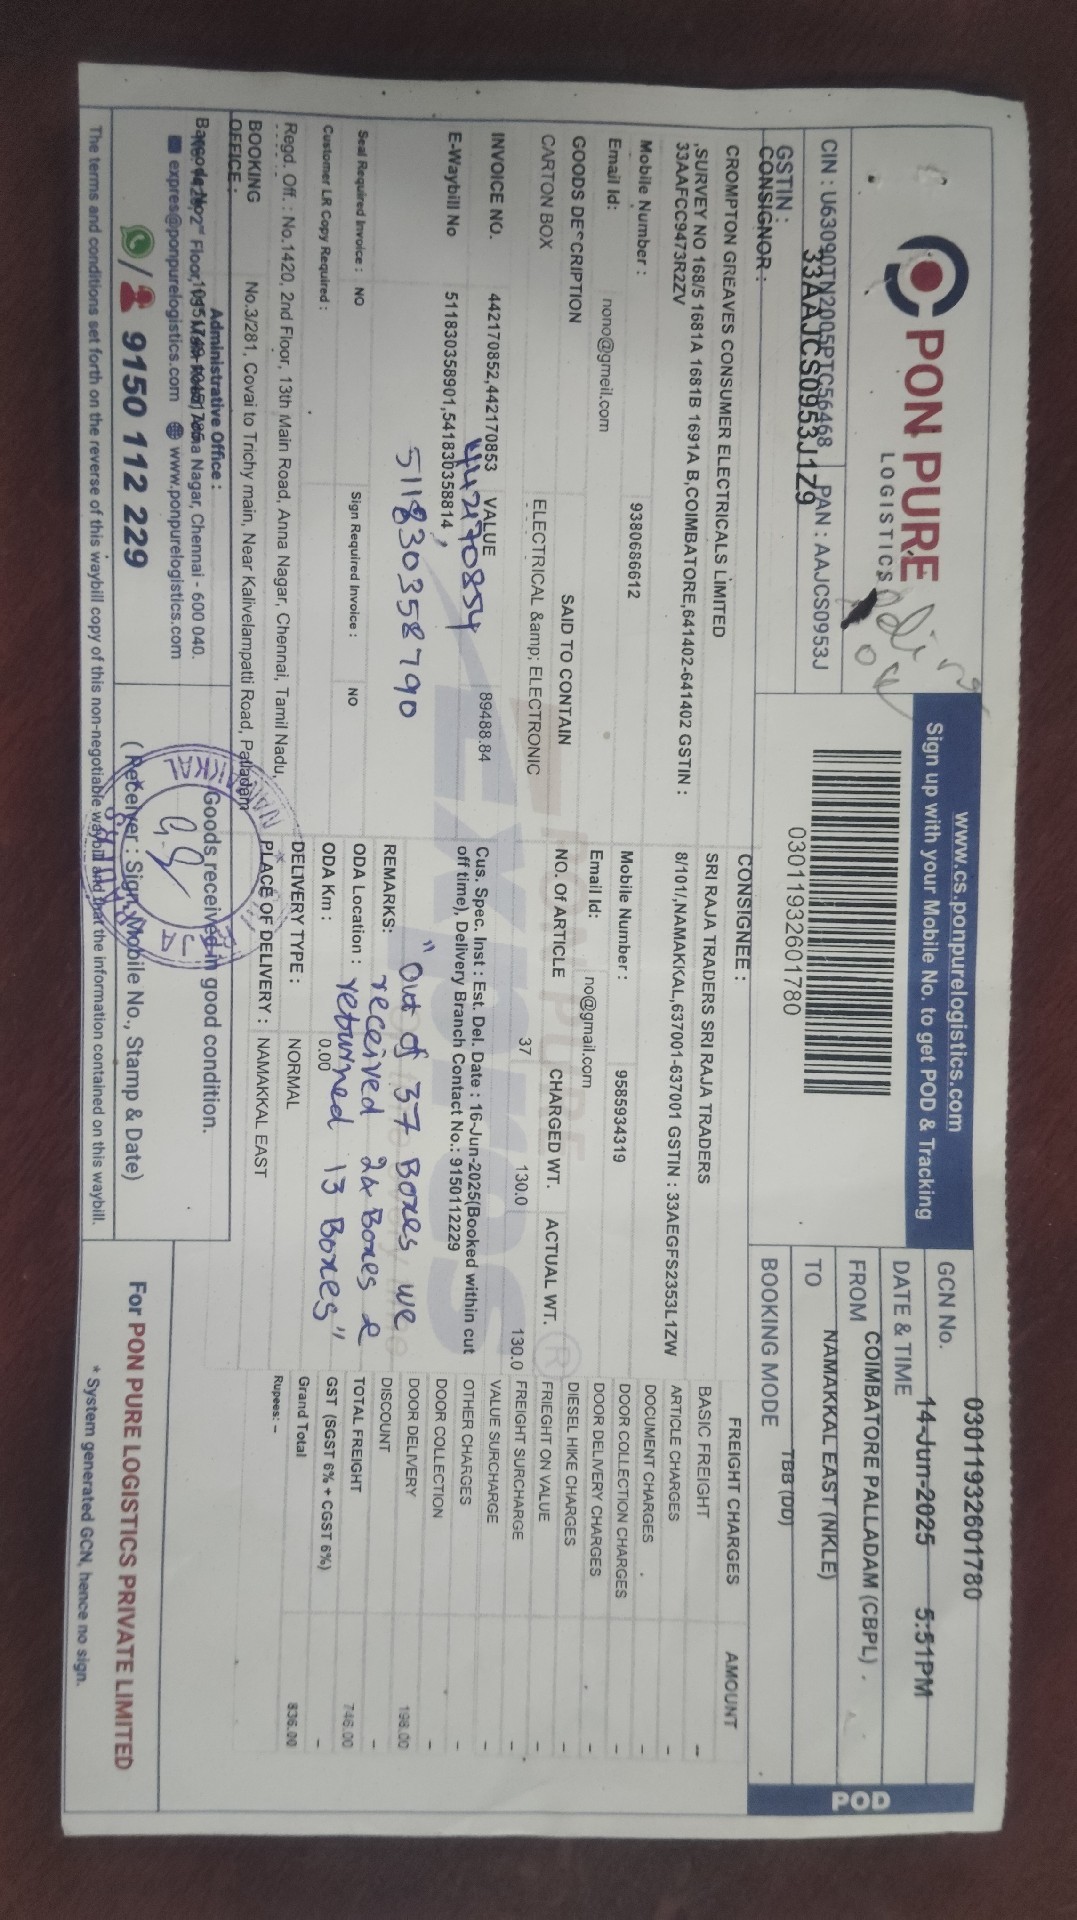 PON PURE
LOGISTICS
CIN : U63090TN2005PTC56468 PAN : AAJCS0953J
GSTIN : 33AAJCS0953J1Z9
www.cs.ponpurelogistics.com
Sign up with your Mobile No. to get POD & Tracking
03011932601780
GCN No. 03011932601780
DATE & TIME 14-Jun-2025 5:51PM
FROM COIMBATORE PALLADAM (CBPL)
TO NAMAKKAL EAST (NKLE)
BOOKING MODE TBB (DD)
POD
CONSIGNOR :
CROMPTON GREAVES CONSUMER ELECTRICALS LIMITED
,SURVEY NO 168/5 1681A 1681B 1691A B,COIMBATORE,641402-641402 GSTIN :
33AAFCC9473R2ZV
Mobile Number : 9380686612
Email Id: nono@gmeil.com
CONSIGNEE :
SRI RAJA TRADERS SRI RAJA TRADERS
8/101/,NAMAKKAL,637001-637001 GSTIN : 33AEGFS2353L1ZW
Mobile Number : 9585934319
Email Id: no@gmail.com
GOODS DESCRIPTION SAID TO CONTAIN NO. Of ARTICLE CHARGED WT. ACTUAL WT.
CARTON BOX ELECTRICAL &amp; ELECTRONIC 37 130.0 130.0
INVOICE NO. 442170852,442170853 VALUE 89488.84
442170854
E-Waybill No 511830358901,541830358814,
511830358790
Cus. Spec. Inst : Est. Del. Date : 16-Jun-2025(Booked within cut
off time), Delivery Branch Contact No.: 9150112229
REMARKS:
"Out of 37 Boxes we
received 24 Boxes &
returned 13 Boxes"
Seal Required Invoice : NO Sign Required Invoice : NO
Customer LR Copy Required :
ODA Location :
ODA Km : 0.00
DELIVERY TYPE : NORMAL
PLACE OF DELIVERY : NAMAKKAL EAST
Regd. Off. : No.1420, 2nd Floor, 13th Main Road, Anna Nagar, Chennai, Tamil Nadu,
BOOKING OFFICE : No.3/281, Covai to Trichy main, Near Kalivelampatti Road, Palladam
FREIGHT CHARGES AMOUNT
BASIC FREIGHT -
ARTICLE CHARGES -
DOCUMENT CHARGES -
DOOR COLLECTION CHARGES -
DOOR DELIVERY CHARGES -
DIESEL HIKE CHARGES -
FRIEGHT ON VALUE -
FREIGHT SURCHARGE -
VALUE SURCHARGE -
OTHER CHARGES -
DOOR COLLECTION -
DOOR DELIVERY 198.00
DISCOUNT -
TOTAL FREIGHT 746.00
GST (SGST 6% + CGST 6%) -
Grand Total 836.00
Rupees: -
Administrative Office :
Anna Nagar, Chennai - 600 040.
expres@ponpurelogistics.com www.ponpurelogistics.com
9150 112 229
Goods received in good condition.
(Receiver : Sign, Mobile No., Stamp & Date)
For PON PURE LOGISTICS PRIVATE LIMITED
* System generated GCN, hence no sign.
The terms and conditions set forth on the reverse of this waybill copy of this non-negotiable waybill and that the information contained on this waybill.